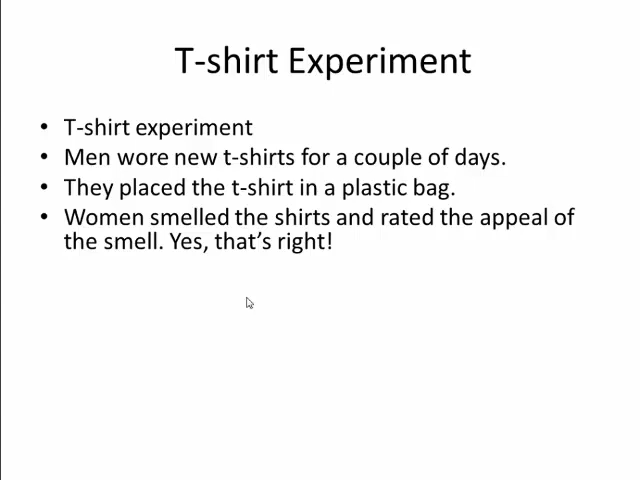 T-shirt Experiment
• T-shirt experiment
• Men wore new t-shirts for a couple of days.
• They placed the t-shirt in a plastic bag.
• Women smelled the shirts and rated the appeal of
the smell. Yes, that’s right!